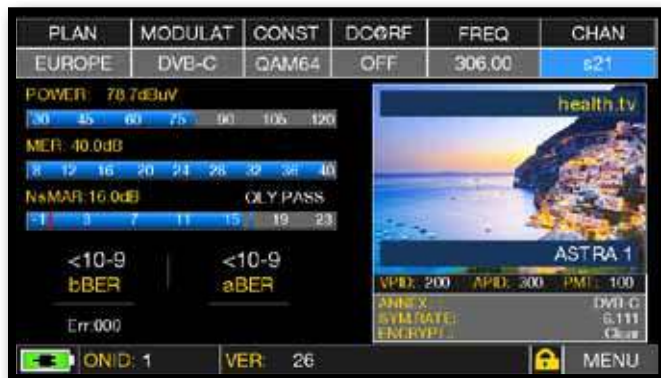 PLAN MODULAT CONST DC@RF FREQ CHAN
EUROPE DVB-C QAM64 OFF 306.00 s21
POWER: 78.7dBuV
30 45 60 75 90 105 120
health.tv
MER: 40.0dB
8 12 16 20 24 28 32 36 40
NsMAR:16.0dB QLY PASS
-1 3 7 11 15 19 23
ASTRA 1
<10-9 <10-9
bBER aBER
VPID: 200 APID: 300 PMT: 100
ANNEX : DVB-C
SYM.RATE: 6.111
ENCRYPT.: Clear
Err:000
ONID: 1 VER: 26 MENU